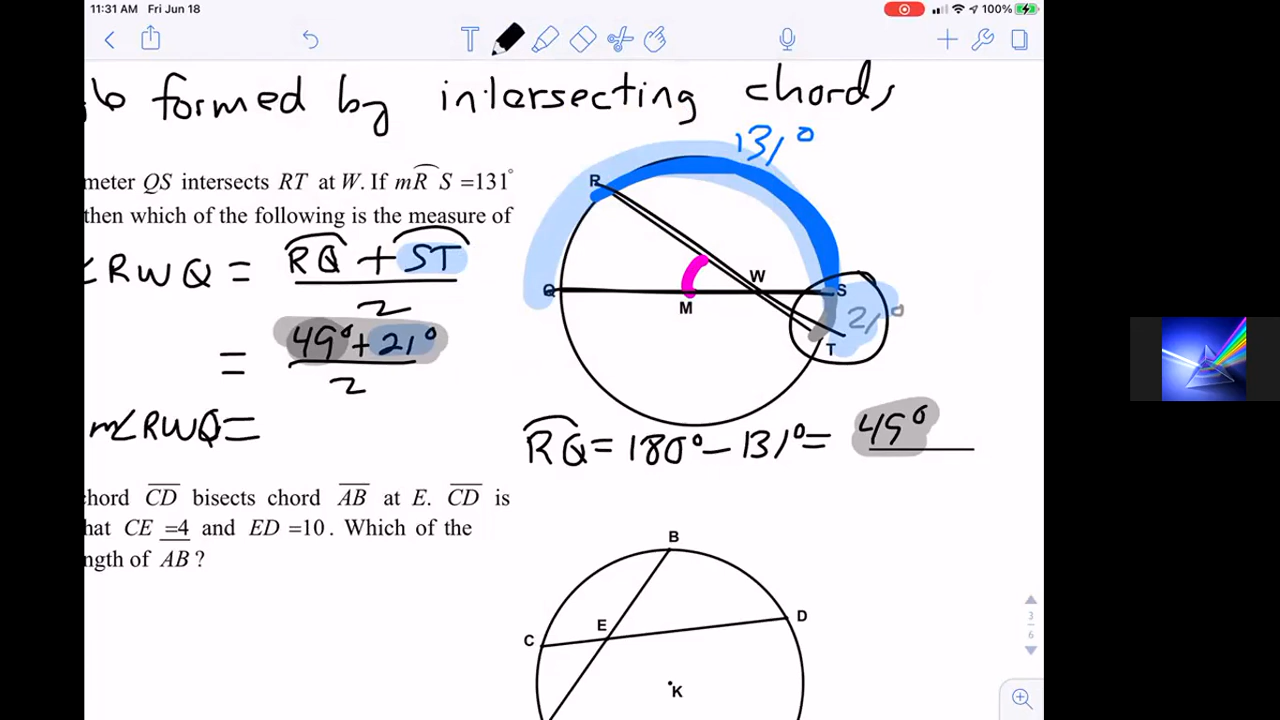 11:31 AM Fri Jun 18
100%
formed by intersecting chords
meter QS intersects RT at W. If mR S =131°
then which of the following is the measure of
131°
R
Q
M
W
S
T
21°
∠RWQ = RQ + ST
2
= 49° + 21°
2
m∠RWQ=
RQ = 180° - 131° = 49°
chord CD bisects chord AB at E. CD is
hat CE =4 and ED =10. Which of the
ngth of AB ?
B
C
E
D
K
3
6